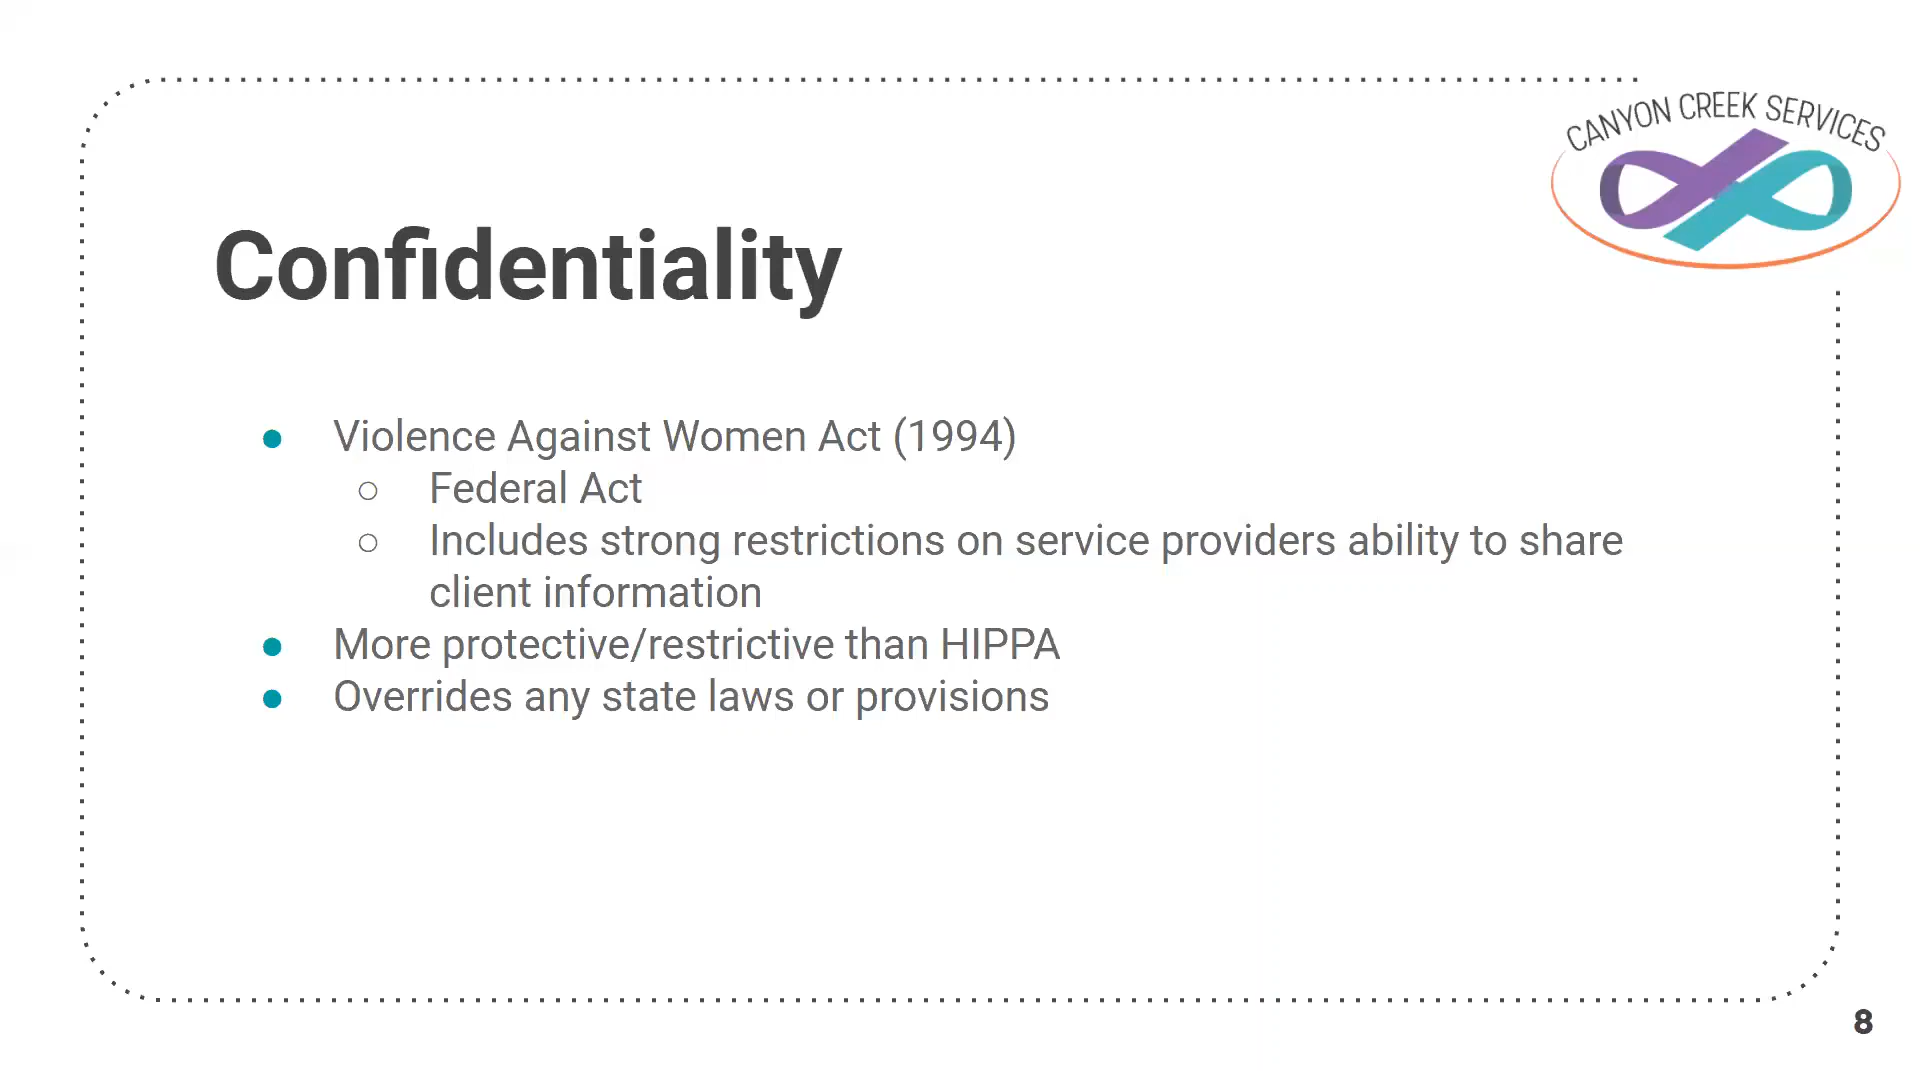 CANYON CREEK SERVICES
Confidentiality
● Violence Against Women Act (1994)
○ Federal Act
○ Includes strong restrictions on service providers ability to share
client information
● More protective/restrictive than HIPPA
● Overrides any state laws or provisions
8